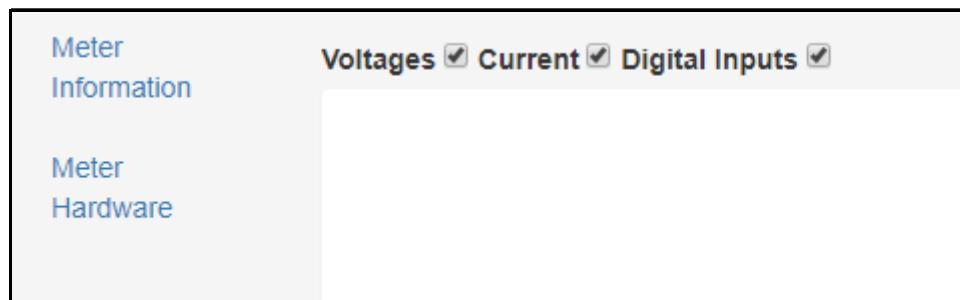 Meter
Information
Meter
Hardware
Voltages Current Digital Inputs